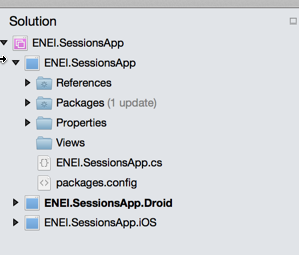 Solution
ENEI.SessionsApp
ENEI.SessionsApp
References
Packages (1 update)
Properties
Views
ENEI.SessionsApp.cs
packages.config
ENEI.SessionsApp.Droid
ENEI.SessionsApp.iOS